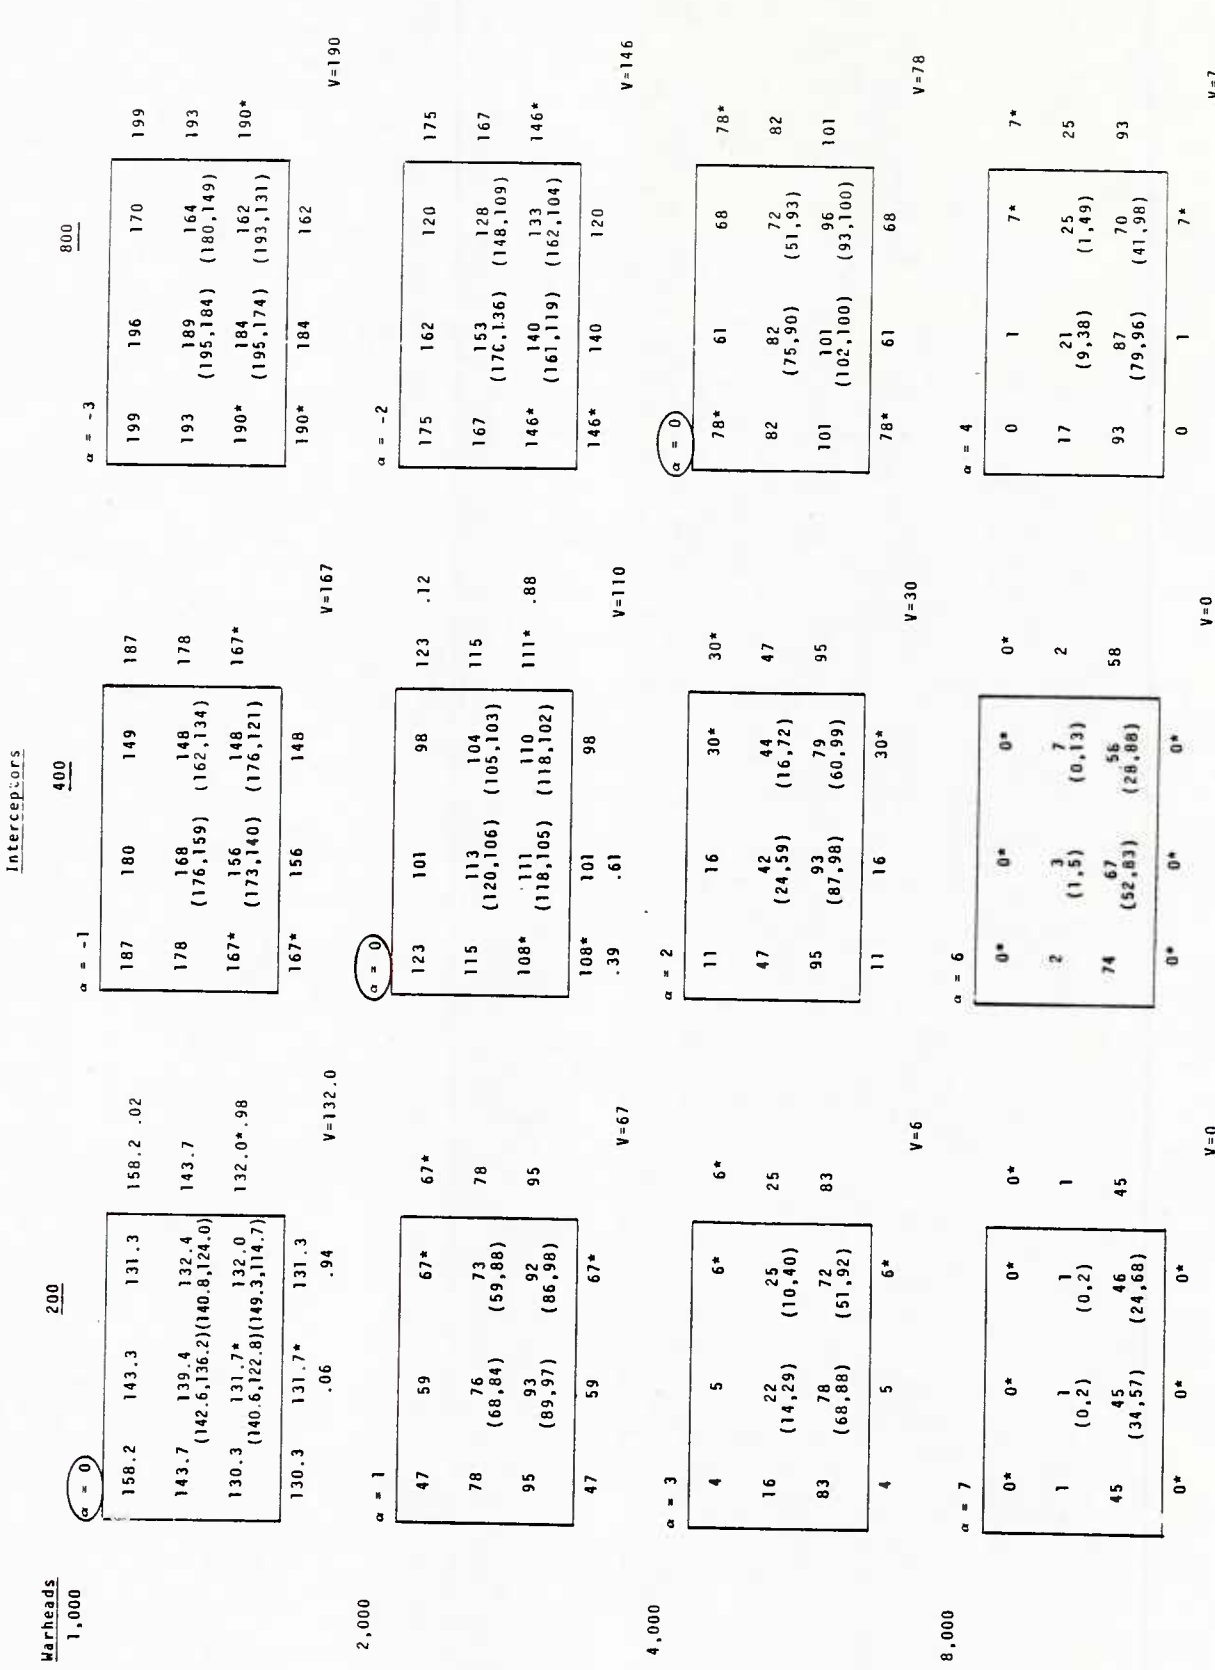 Interceptors
Warheads
200
400
800
1,000
α = 0
158.2 143.3 131.3 158.2 .02
143.7 139.4 132.4 143.7
(142.6,136.2)(140.8,124.0)
130.3 131.7* 132.0 132.0*.98
(140.6,122.8)(149.3,114.7)
130.3 131.7* 131.3
.06 .94
V=132.0
α = -1
187 180 149 187
178 168 148 178
(176,159) (162,134)
167* 156 148 167*
(173,140) (176,121)
167* 156 148
V=167
α = -3
199 196 170 199
193 189 164 193
(195,184) (180,149)
190* 184 162 190*
(195,174) (193,131)
190* 184 162
V=190
2,000
α = 1
47 59 67* 67*
78 76 73 78
(68,84) (59,88)
95 93 92 95
(89,97) (86,98)
47 59 67*
V=67
α = 0
123 101 98 123 .12
115 113 104 115
(120,106) (105,103)
108* 111 110 111* .88
(118,105) (118,102)
108* 101 98
.39 .61
V=110
α = -2
175 162 120 175
167 153 128 167
(148,109)
146* 140 133 146*
(161,119) (162,104)
146* 140 120
V=146
4,000
α = 3
4 5 6* 6*
16 22 25 25
(14,29) (10,40)
83 78 72 83
(68,88) (51,92)
4 5 6*
V=6
α = 2
11 16 30* 30*
47 42 44 47
(24,59) (16,72)
95 93 79 95
(87,98) (60,99)
11 16 30*
V=30
α = 0
78* 61 68 78*
82 82 72 82
(75,90) (51,93)
101 101 96 101
(102,100) (93,100)
78* 61 68
V=78
8,000
α = 7
0* 0* 0* 0*
1 1 1 1
(0,2) (0,2)
45 45 46 45
(34,57) (24,68)
0* 0* 0*
V=0
α = 6
0* 0* 0* 0*
2 3 7 2
(1,5) (0,13)
74 67 58
(52,83) (28,88)
0* 0* 0*
V=0
α = 4
0 1 7* 7*
17 21 25 25
(9,38) (1,49)
93 87 70 93
(79,96) (41,98)
0 1 7*
V=7